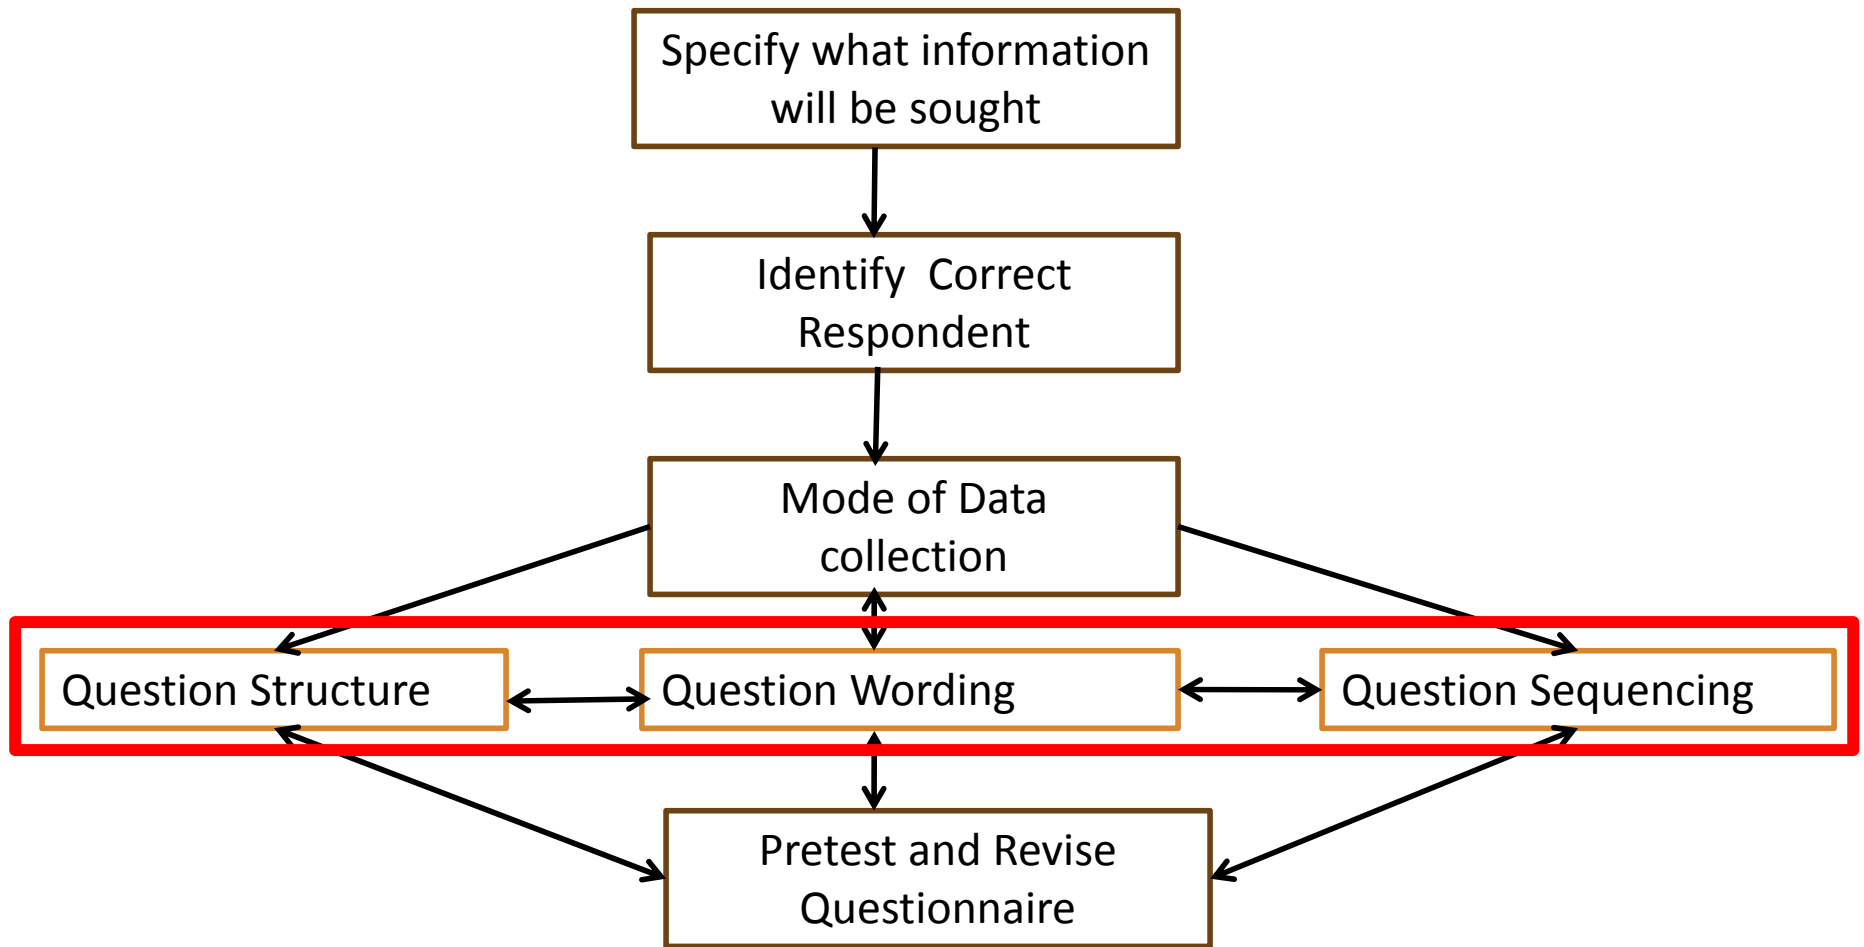 Specify what information
will be sought
Identify  Correct
Respondent
Mode of Data
collection
Question Structure
Question Wording
Question Sequencing
Pretest and Revise
Questionnaire